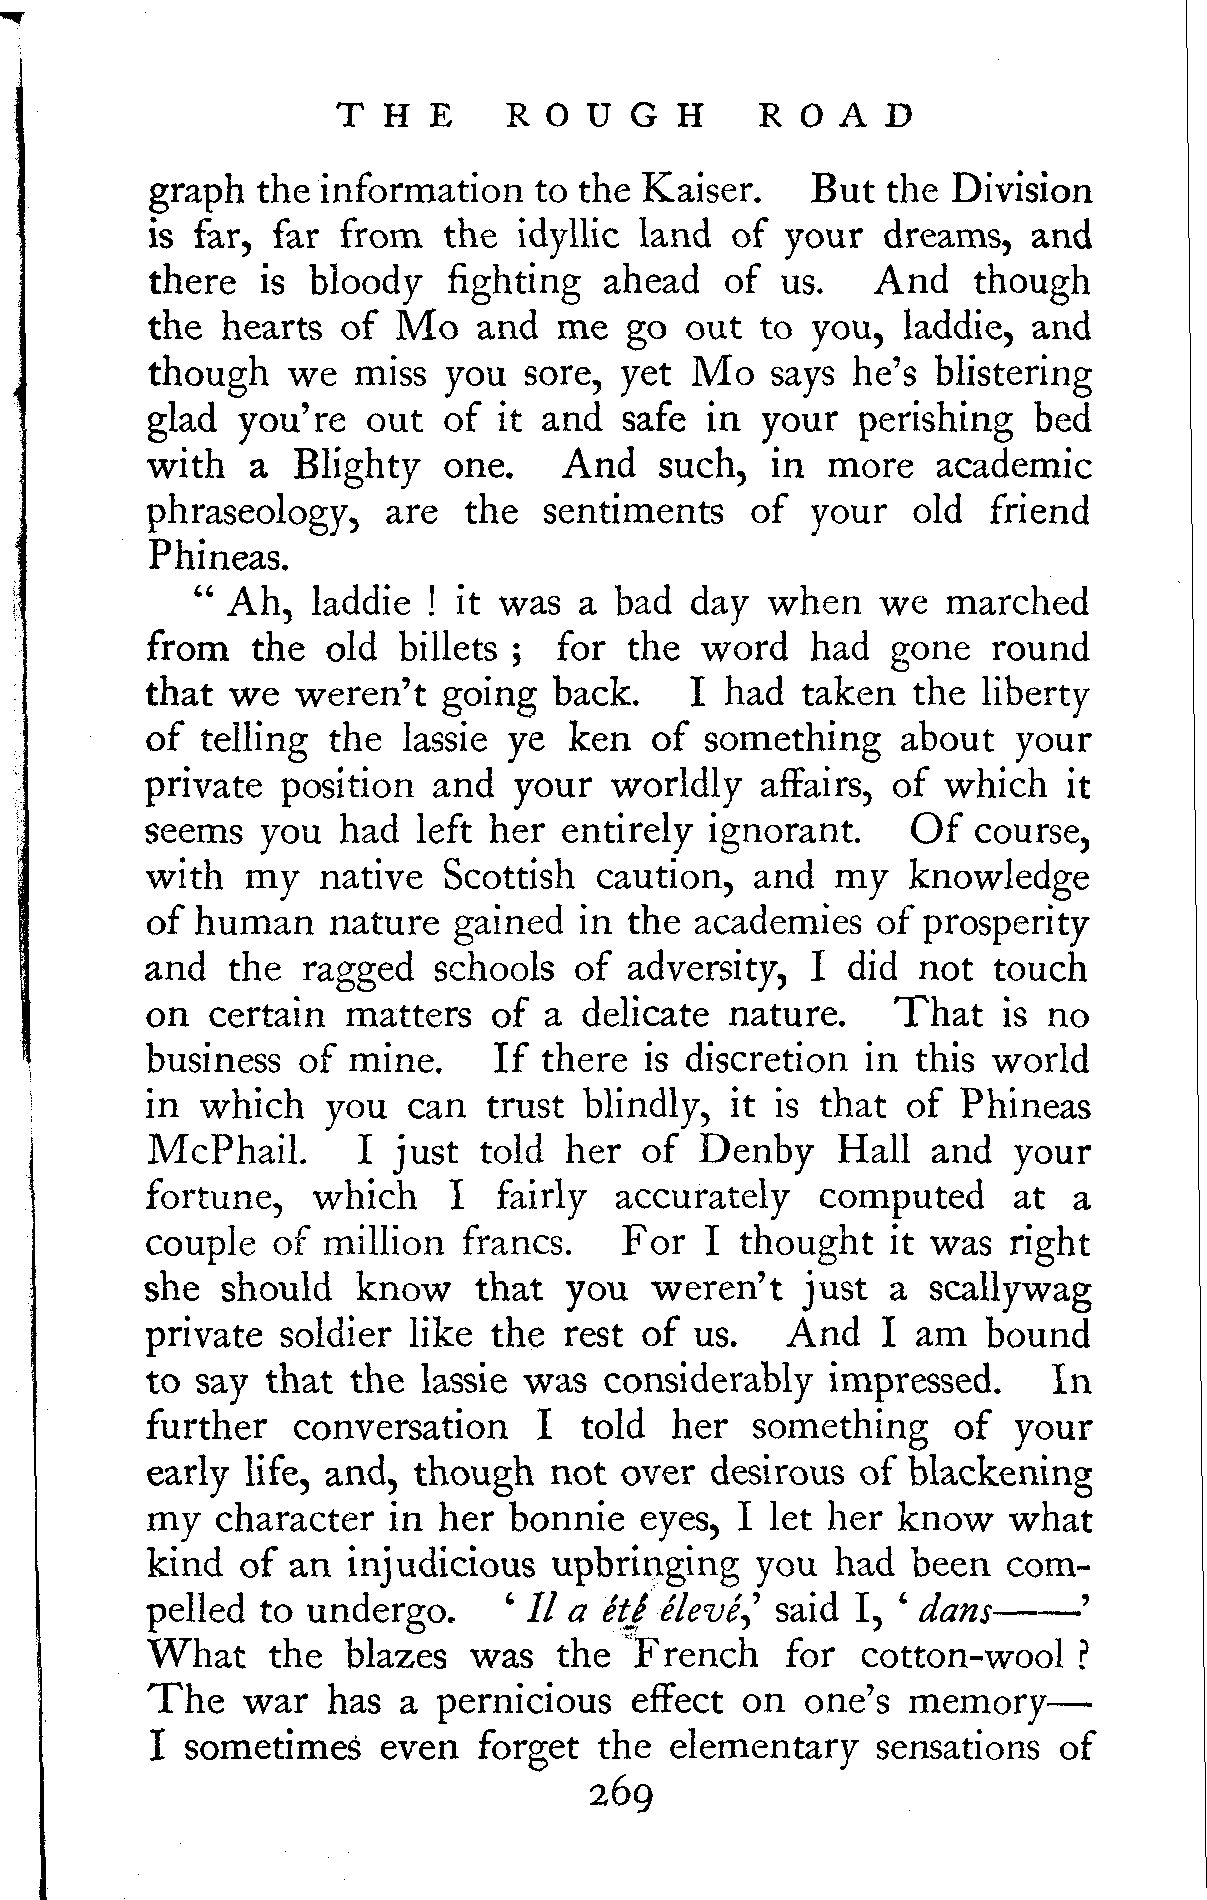 THE ROUGH ROAD
graph the information to the Kaiser. But the Division
is far, far from the idyllic land of your dreams, and
there is bloody fighting ahead of us. And though
the hearts of Mo and me go out to you, laddie, and
though we miss you sore, yet Mo says he's blistering
glad you're out of it and safe in your perishing bed
with a Blighty one. And such, in more academic
phraseology, are the sentiments of your old friend
Phineas.
“ Ah, laddie ! it was a bad day when we marched
from the old billets ; for the word had gone round
that we weren't going back. I had taken the liberty
of telling the lassie ye ken of something about your
private position and your worldly affairs, of which it
seems you had left her entirely ignorant. Of course,
with my native Scottish caution, and my knowledge
of human nature gained in the academies of prosperity
and the ragged schools of adversity, I did not touch
on certain matters of a delicate nature. That is no
business of mine. If there is discretion in this world
in which you can trust blindly, it is that of Phineas
McPhail. I just told her of Denby Hall and your
fortune, which I fairly accurately computed at a
couple of million francs. For I thought it was right
she should know that you weren't just a scallywag
private soldier like the rest of us. And I am bound
to say that the lassie was considerably impressed. In
further conversation I told her something of your
early life, and, though not over desirous of blackening
my character in her bonnie eyes, I let her know what
kind of an injudicious upbringing you had been com-
pelled to undergo. ‘ Il a été élevé,’ said I, ‘ dans——’
What the blazes was the French for cotton-wool ?
The war has a pernicious effect on one's memory—
I sometimes even forget the elementary sensations of
269